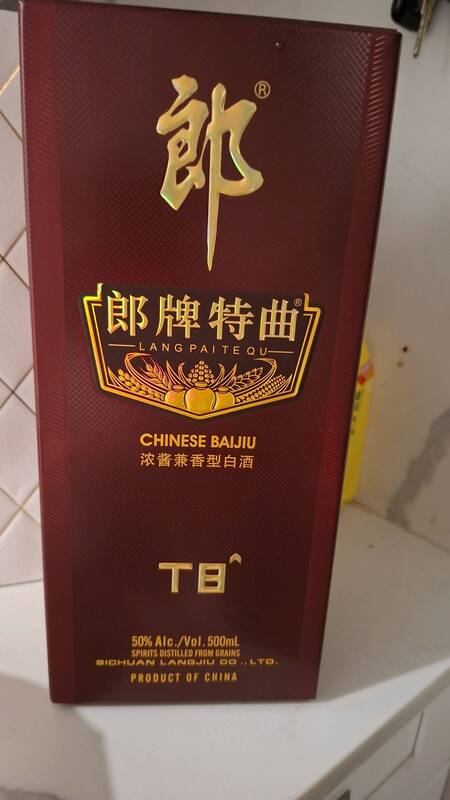 郎®
郎牌特曲®
LANG PAI TE QU
CHINESE BAIJIU
浓酱兼香型白酒
T8
50% Alc./Vol. 500mL
SPIRITS DISTILLED FROM GRAINS
SICHUAN LANGJIU CO., LTD.
PRODUCT OF CHINA